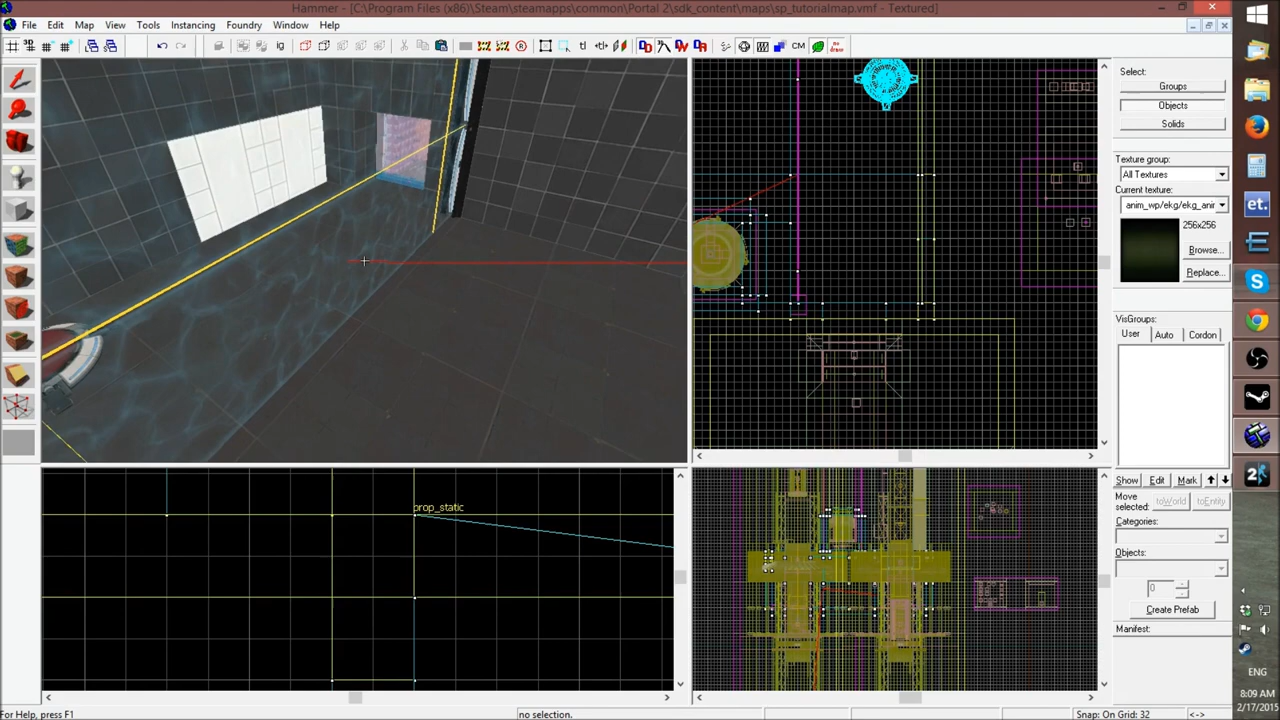 Hammer - [C:\Program Files (x86)\Steam\steamapps\common\Portal 2\sdk_content\maps\sp_tutorialmap.vmf - Textured]
File Edit Map View Tools Instancing Foundry Window Help
Select:
Groups
Objects
Solids
Texture group:
All Textures
Current texture:
anim_wp/ekg/ekg_anir
256x256
Browse...
Replace...
VisGroups:
User Auto Cordon
Show Edit Mark
Move selected:
toWorld toEntity
Categories:
Objects:
0
Create Prefab
Manifest:
prop_static
For Help, press F1
no selection.
Snap: On Grid: 32
<->
et.
CM
ENG
8:09 AM
2/17/2015